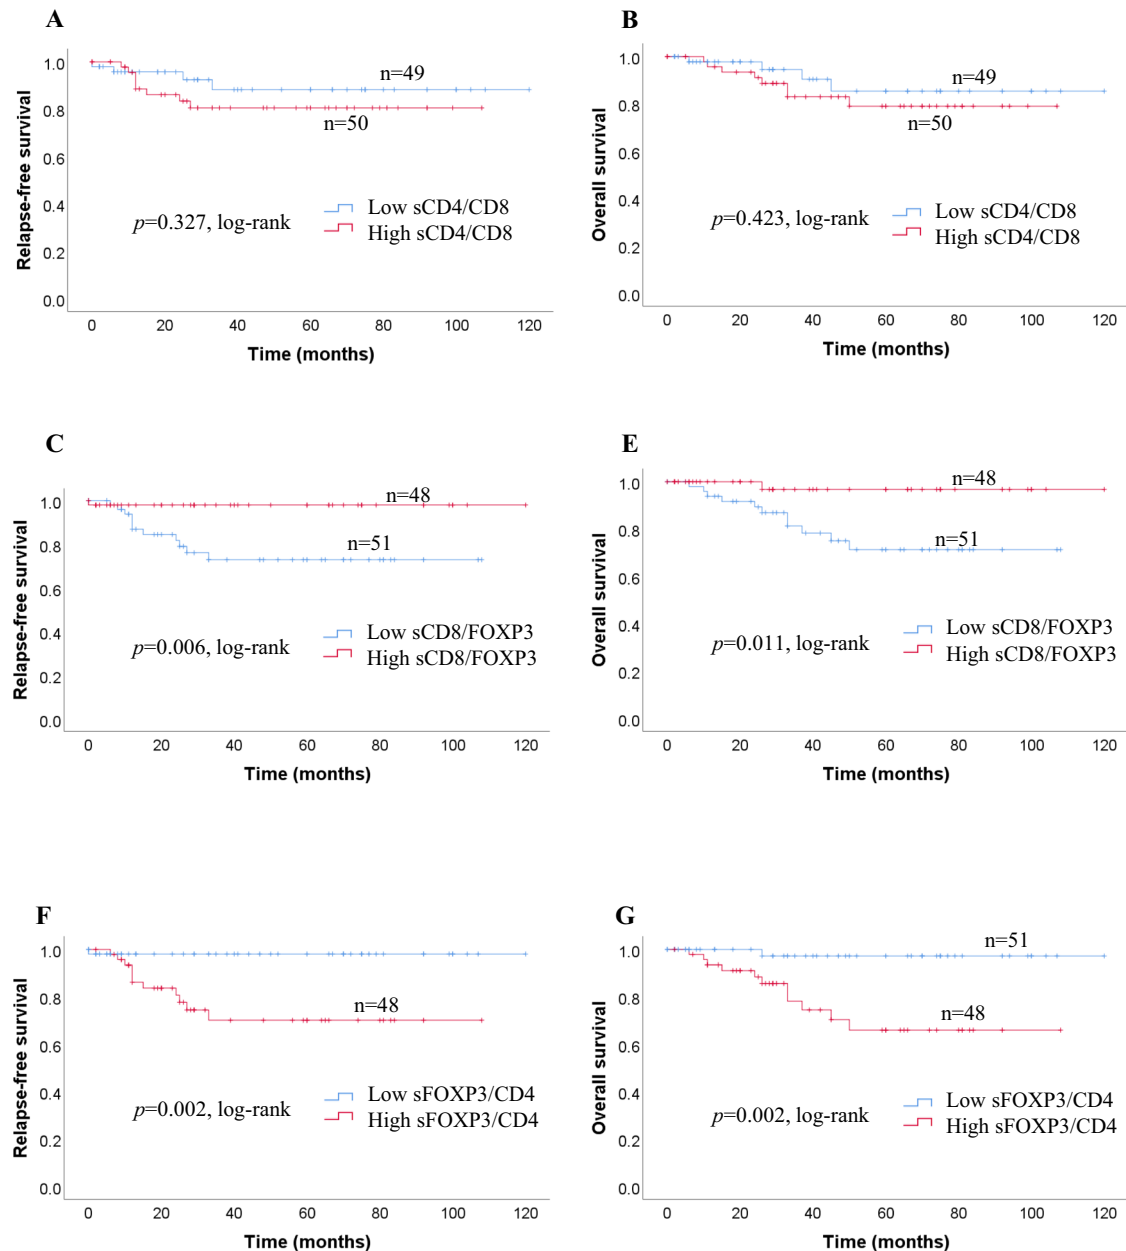 A
Relapse-free survival
1.0
0.8
0.6
0.4
0.2
0.0
n=49
n=50
p=0.327, log-rank
Low sCD4/CD8
High sCD4/CD8
0 20 40 60 80 100 120
Time (months)
B
Overall survival
1.0
0.8
0.6
0.4
0.2
0.0
n=49
n=50
p=0.423, log-rank
Low sCD4/CD8
High sCD4/CD8
0 20 40 60 80 100 120
Time (months)
C
Relapse-free survival
1.0
0.8
0.6
0.4
0.2
0.0
n=48
n=51
p=0.006, log-rank
Low sCD8/FOXP3
High sCD8/FOXP3
0 20 40 60 80 100 120
Time (months)
E
Overall survival
1.0
0.8
0.6
0.4
0.2
0.0
n=48
n=51
p=0.011, log-rank
Low sCD8/FOXP3
High sCD8/FOXP3
0 20 40 60 80 100 120
Time (months)
F
Relapse-free survival
1.0
0.8
0.6
0.4
0.2
0.0
n=48
p=0.002, log-rank
Low sFOXP3/CD4
High sFOXP3/CD4
0 20 40 60 80 100 120
Time (months)
G
Overall survival
1.0
0.8
0.6
0.4
0.2
0.0
n=51
n=48
p=0.002, log-rank
Low sFOXP3/CD4
High sFOXP3/CD4
0 20 40 60 80 100 120
Time (months)